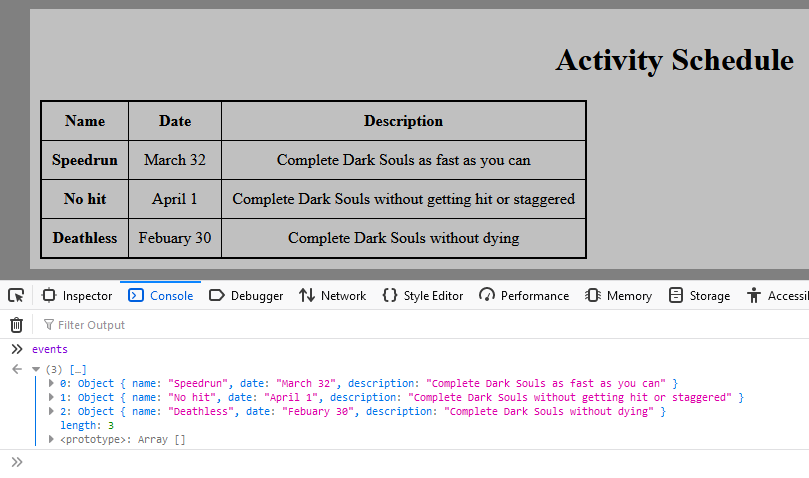 Activity Schedule
Name Date Description
Speedrun March 32 Complete Dark Souls as fast as you can
No hit April 1 Complete Dark Souls without getting hit or staggered
Deathless Febuary 30 Complete Dark Souls without dying
Inspector Console Debugger Network {} Style Editor Performance Memory Storage Accessi
Filter Output
events
(3) […]
0: Object { name: "Speedrun", date: "March 32", description: "Complete Dark Souls as fast as you can" }
1: Object { name: "No hit", date: "April 1", description: "Complete Dark Souls without getting hit or staggered" }
2: Object { name: "Deathless", date: "Febuary 30", description: "Complete Dark Souls without dying" }
length: 3
<prototype>: Array []